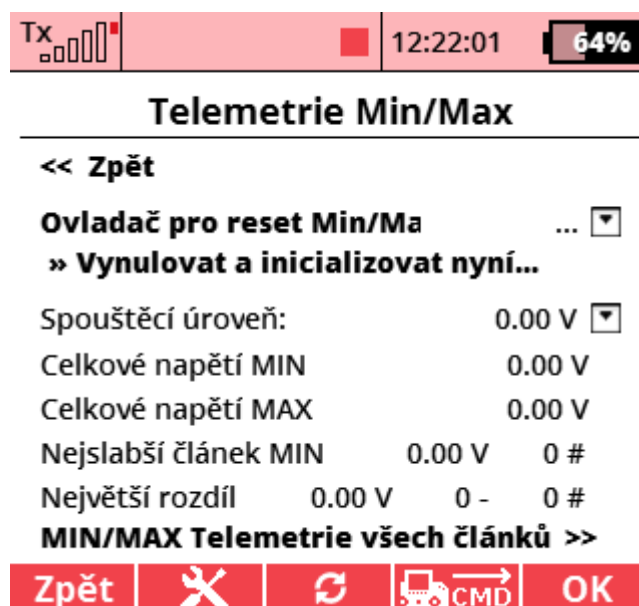 Tx 12:22:01 64%
Telemetrie Min/Max
<< Zpět
Ovladač pro reset Min/Ma ...
» Vynulovat a inicializovat nyní...
Spouštěcí úroveň: 0.00 V
Celkové napětí MIN 0.00 V
Celkové napětí MAX 0.00 V
Nejslabší článek MIN 0.00 V 0 #
Největší rozdíl 0.00 V 0 - 0 #
MIN/MAX Telemetrie všech článků >>
Zpět CMD OK